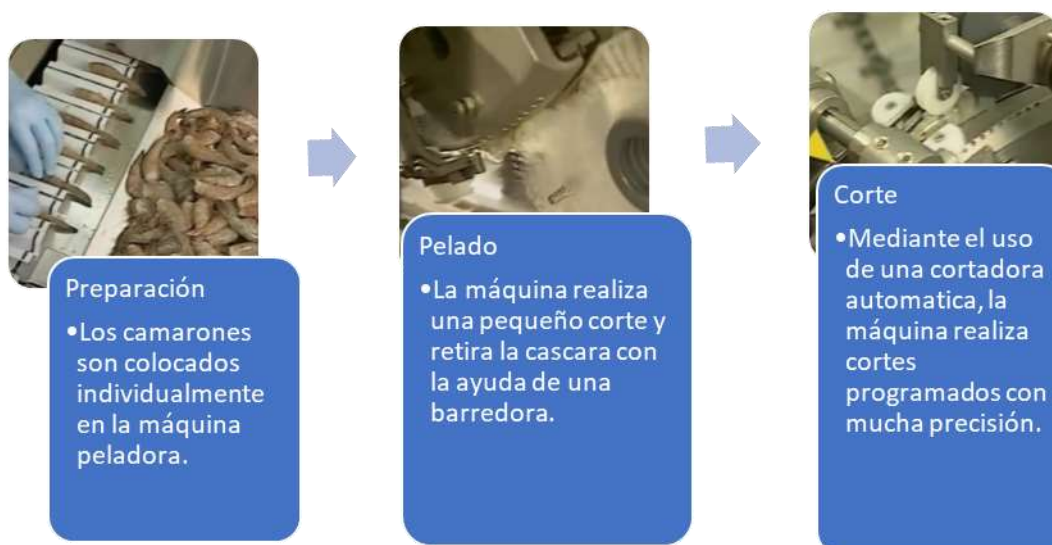 Preparación
•Los camarones
son colocados
individualmente
en la máquina
peladora.
Pelado
•La máquina realiza
una pequeño corte y
retira la cascara con
la ayuda de una
barredora.
Corte
•Mediante el uso
de una cortadora
automatica, la
máquina realiza
cortes
programados con
mucha precisión.